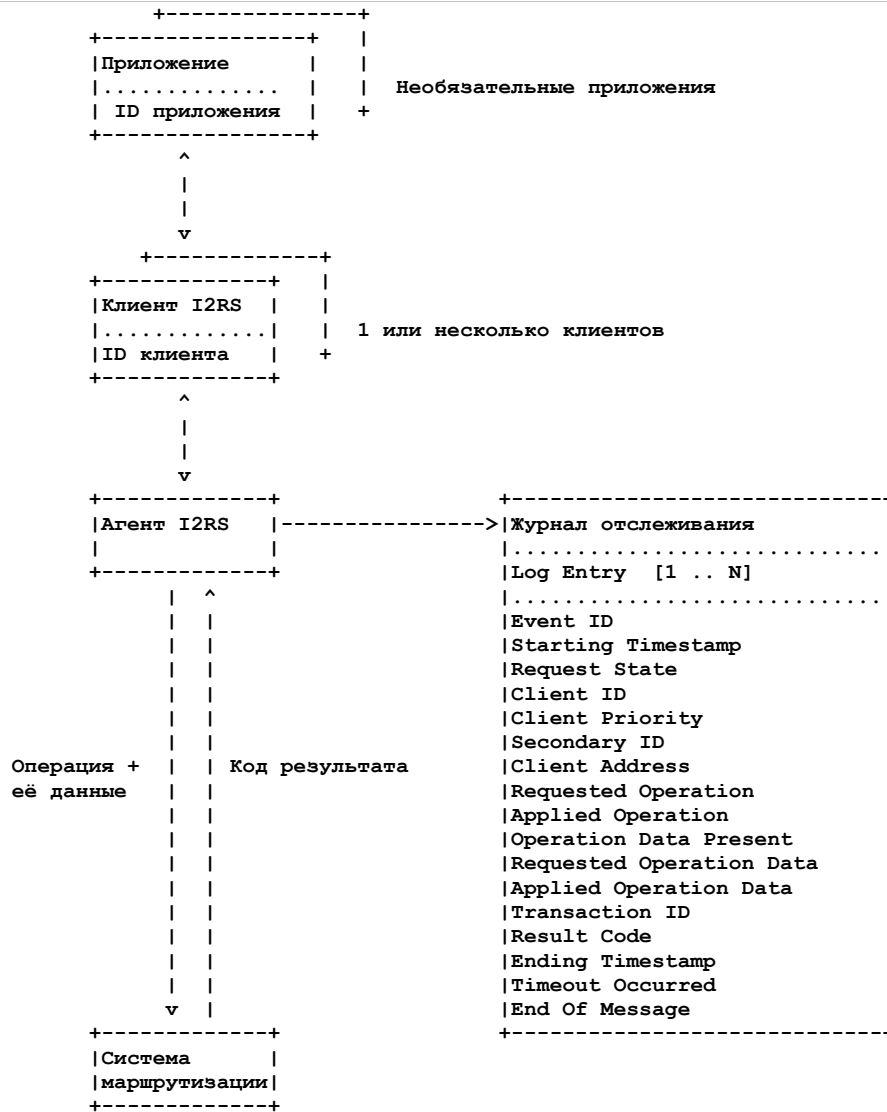 Приложение
..............
ID приложения
Необязательные приложения
Клиент I2RS
.............
ID клиента
1 или несколько клиентов
Агент I2RS
Журнал отслеживания
.............................
Log Entry [1 .. N]
.............................
Event ID
Starting Timestamp
Request State
Client ID
Client Priority
Secondary ID
Операция + её данные
Код результата
Client Address
Requested Operation
Applied Operation
Operation Data Present
Requested Operation Data
Applied Operation Data
Transaction ID
Result Code
Ending Timestamp
Timeout Occurred
End Of Message
Система
маршрутизации